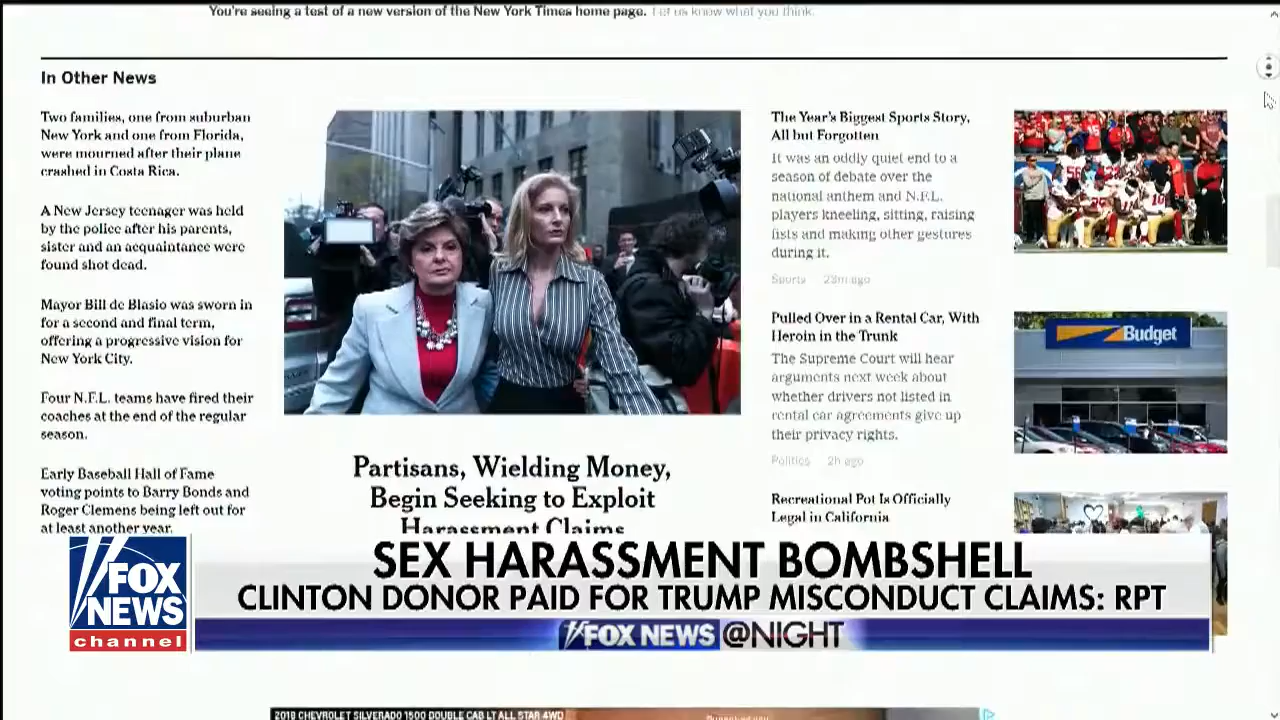 You're seeing a test of a new version of the New York Times home page. Let us know what you think.
In Other News
Two families, one from suburban
New York and one from Florida,
were mourned after their plane
crashed in Costa Rica.
A New Jersey teenager was held
by the police after his parents,
sister and an acquaintance were
found shot dead.
Mayor Bill de Blasio was sworn in
for a second and final term,
offering a progressive vision for
New York City.
Four N.F.L. teams have fired their
coaches at the end of the regular
season.
Early Baseball Hall of Fame
voting points to Barry Bonds and
Roger Clemens being left out for
at least another year.
Partisans, Wielding Money,
Begin Seeking to Exploit
Harassment Claims
The Year's Biggest Sports Story,
All but Forgotten
It was an oddly quiet end to a
season of debate over the
national anthem and N.F.L.
players kneeling, sitting, raising
fists and making other gestures
during it.
Sports 23m ago
Pulled Over in a Rental Car, With
Heroin in the Trunk
The Supreme Court will hear
arguments next week about
whether drivers not listed in
rental car agreements give up
their privacy rights.
Politics 2h ago
Recreational Pot Is Officially
Legal in California
Budget
FOX
NEWS
channel
SEX HARASSMENT BOMBSHELL
CLINTON DONOR PAID FOR TRUMP MISCONDUCT CLAIMS: RPT
FOX NEWS @NIGHT
2018 CHEVROLET SILVERADO 1500 DOUBLE CAB LT ALL STAR 4WD